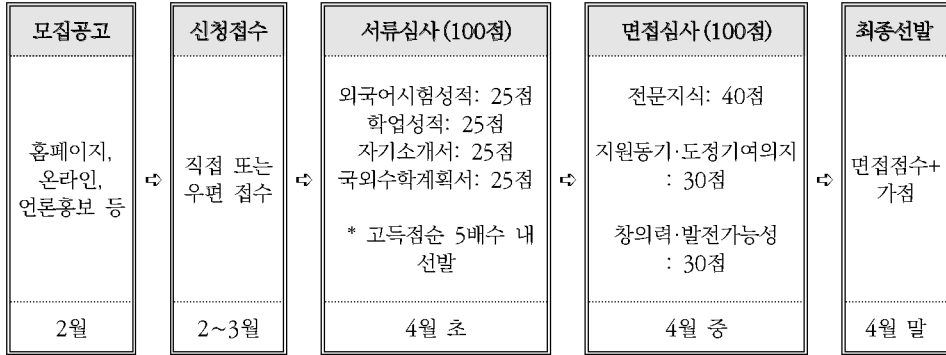 모집공고
홈페이지,
온라인,
언론홍보 등
2월
⇨
신청접수
직접 또는
우편 접수
2~3월
⇨
서류심사(100점)
외국어시험성적: 25점
학업성적: 25점
자기소개서: 25점
국외수학계획서: 25점
* 고득점순 5배수 내
선발
4월 초
⇨
면접심사(100점)
전문지식: 40점
지원동기·도정기여의지
: 30점
창의력·발전가능성
: 30점
4월 중
⇨
최종선발
면접점수+
가점
4월 말